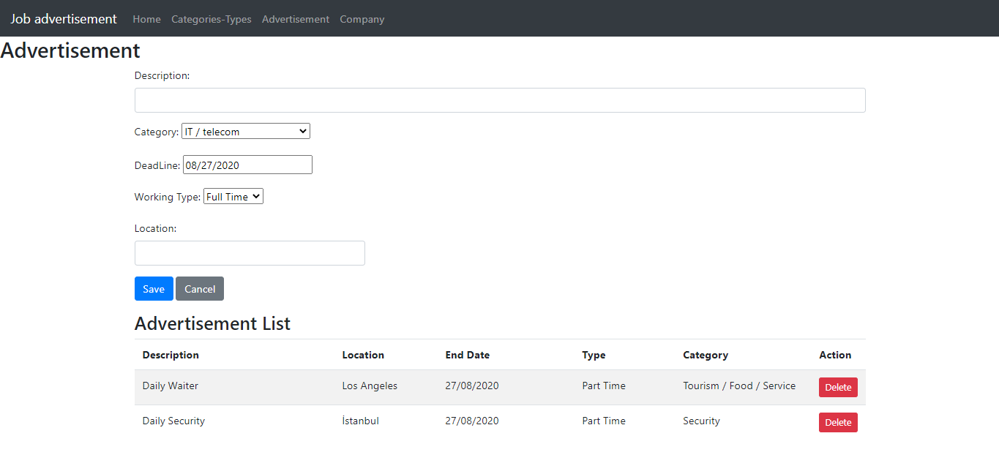 Job advertisement Home Categories-Types Advertisement Company
Advertisement
Description:
Category: IT / telecom
DeadLine: 08/27/2020
Working Type: Full Time
Location:
Save Cancel
Advertisement List
Description Location End Date Type Category Action
Daily Waiter Los Angeles 27/08/2020 Part Time Tourism / Food / Service Delete
Daily Security İstanbul 27/08/2020 Part Time Security Delete